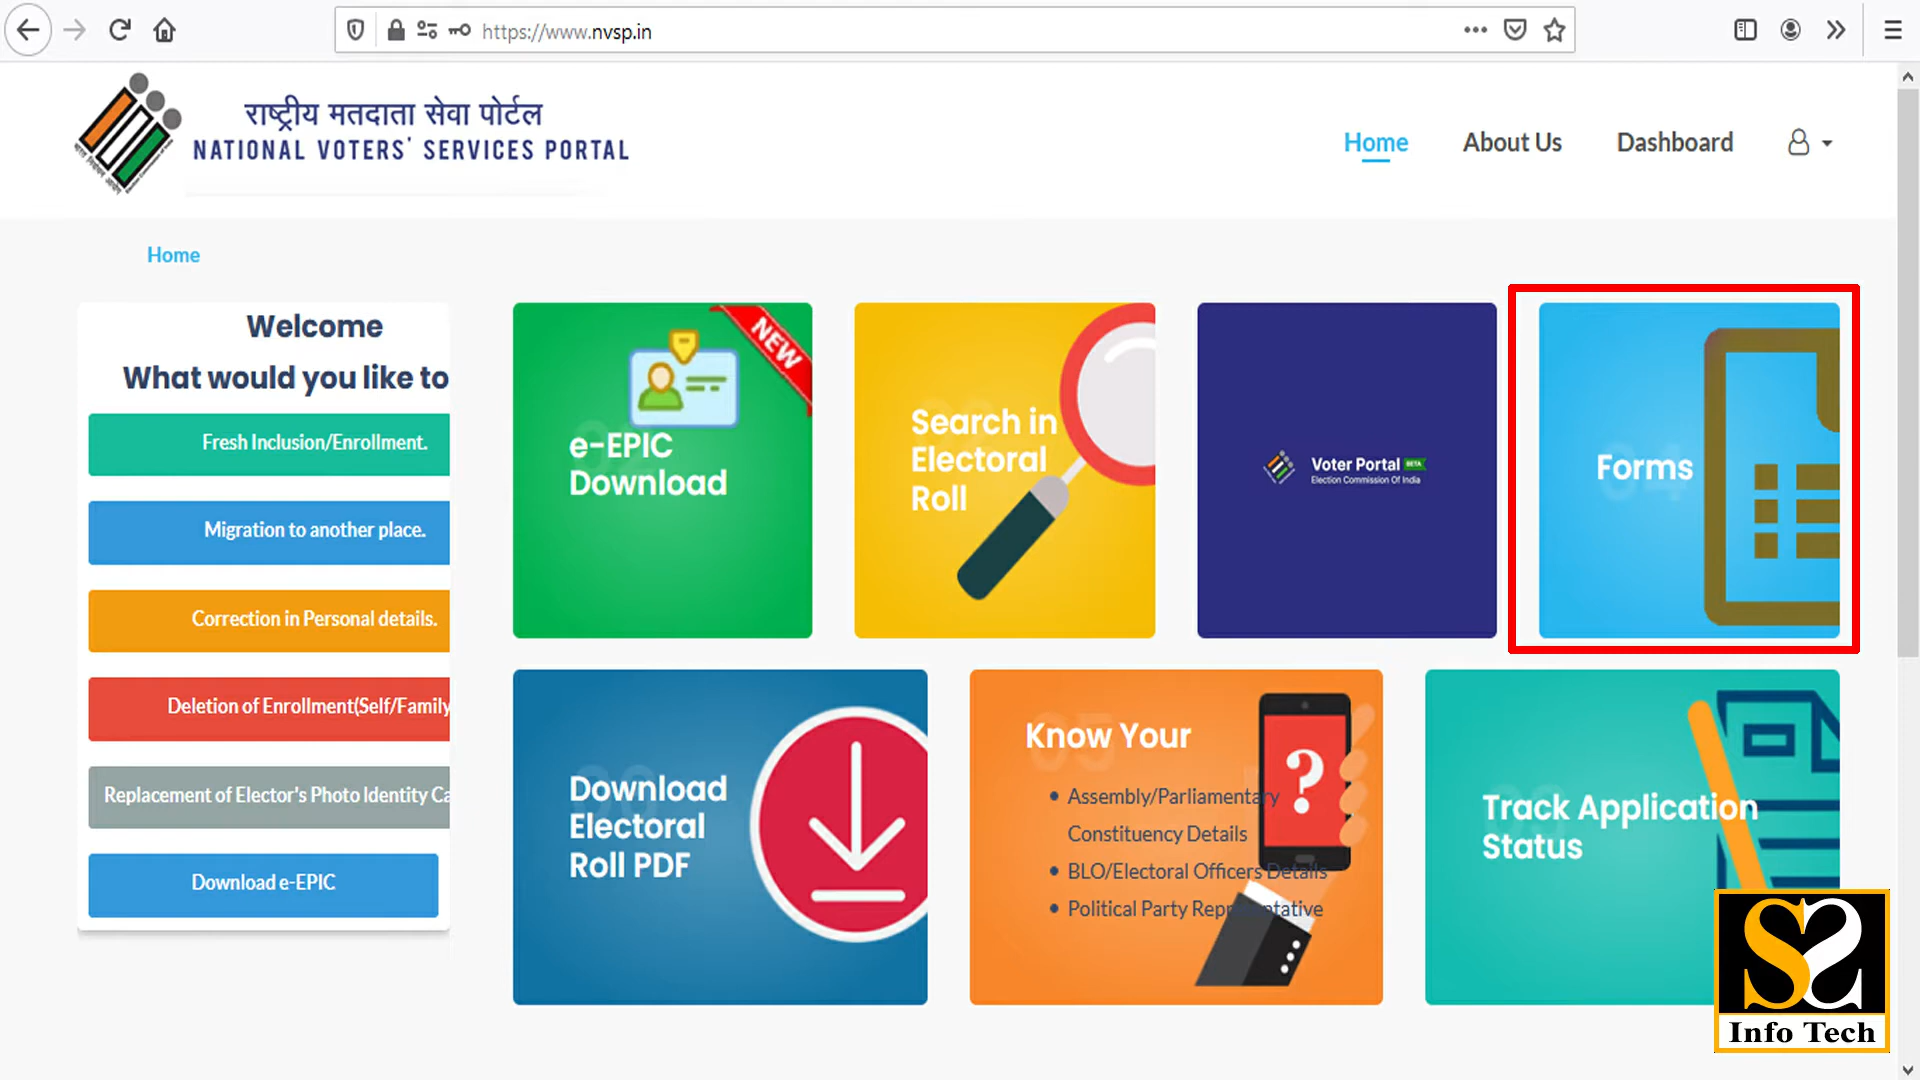 https://www.nvsp.in
राष्ट्रीय मतदाता सेवा पोर्टल
NATIONAL VOTERS' SERVICES PORTAL
Home
About Us
Dashboard
Home
Welcome
What would you like to
Fresh Inclusion/Enrollment.
Migration to another place.
Correction in Personal details.
Deletion of Enrollment(Self/Family
Replacement of Elector's Photo Identity Ca
Download e-EPIC
NEW
e-EPIC
Download
Search in
Electoral
Roll
Voter Portal BETA
Election Commission Of India
Forms
Download
Electoral
Roll PDF
Know Your
• Assembly/Parliamentary
Constituency Details
• BLO/Electoral Officers Details
• Political Party Representative
?
Track Application
Status
SS
Info Tech